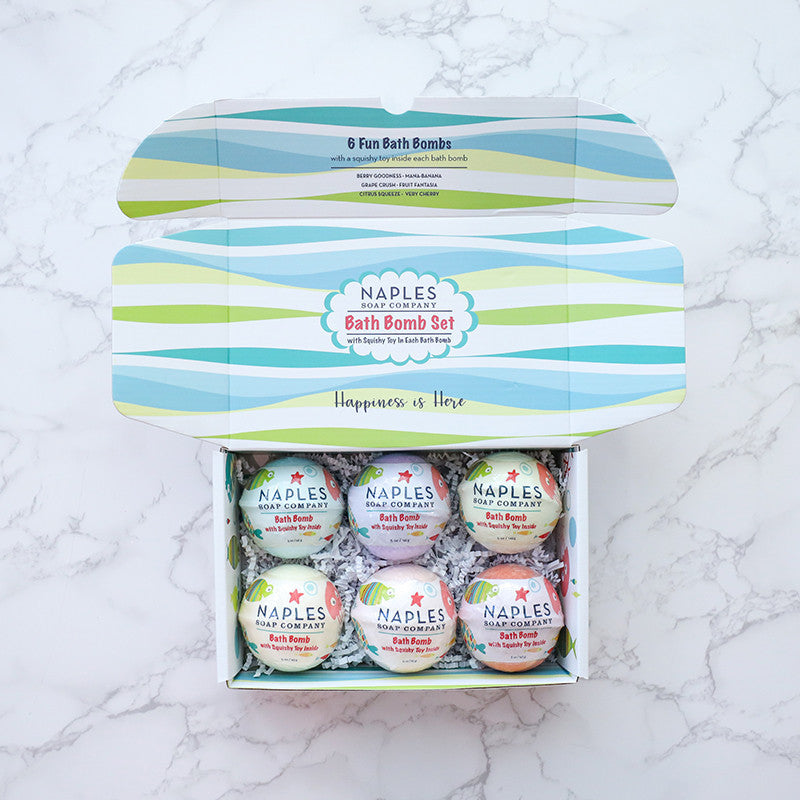 6 Fun Bath Bombs
with a squishy toy inside each bath bomb
BERRY GOODNESS • MANA-BANANA
GRAPE CRUSH • FRUIT FANTASIA
CITRUS SQUEEZE • VERY CHERRY
NAPLES
SOAP COMPANY
Bath Bomb Set
with Squishy Toy In Each Bath Bomb
Happiness is Here
NAPLES
SOAP COMPANY
Bath Bomb
with Squishy Toy Inside
NAPLES
SOAP COMPANY
Bath Bomb
with Squishy Toy Inside
NAPLES
SOAP COMPANY
Bath Bomb
with Squishy Toy Inside
NAPLES
SOAP COMPANY
Bath Bomb
with Squishy Toy Inside
NAPLES
SOAP COMPANY
Bath Bomb
with Squishy Toy Inside
NAPLES
SOAP COMPANY
Bath Bomb
with Squishy Toy Inside